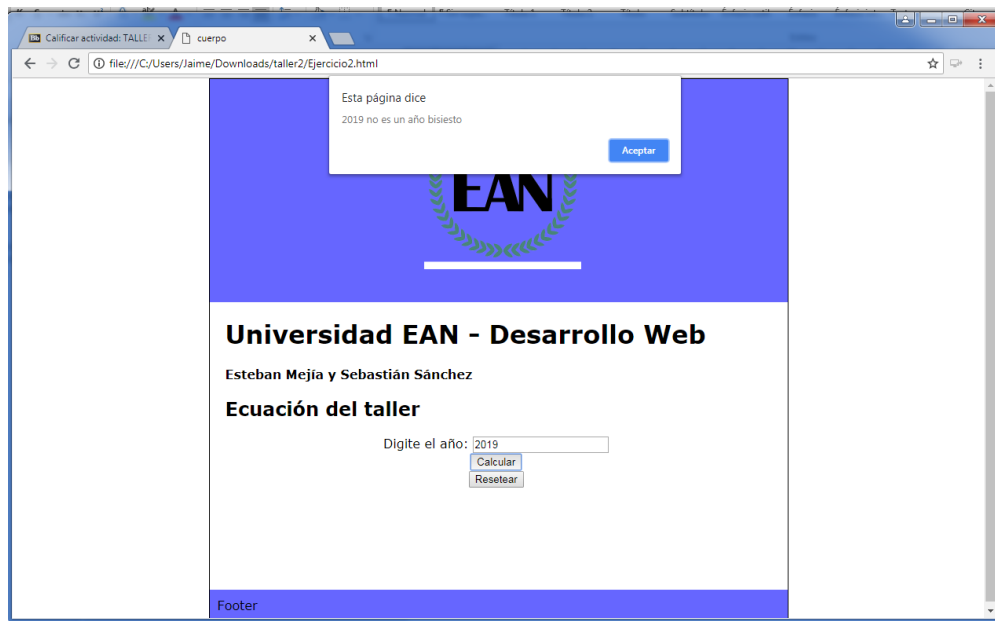 Calificar actividad: TALLE
cuerpo
file:///C:/Users/Jaime/Downloads/taller2/Ejercicio2.html
Esta página dice
2019 no es un año bisiesto
Aceptar
EAN
Universidad EAN - Desarrollo Web
Esteban Mejía y Sebastián Sánchez
Ecuación del taller
Digite el año: 2019
Calcular
Resetear
Footer